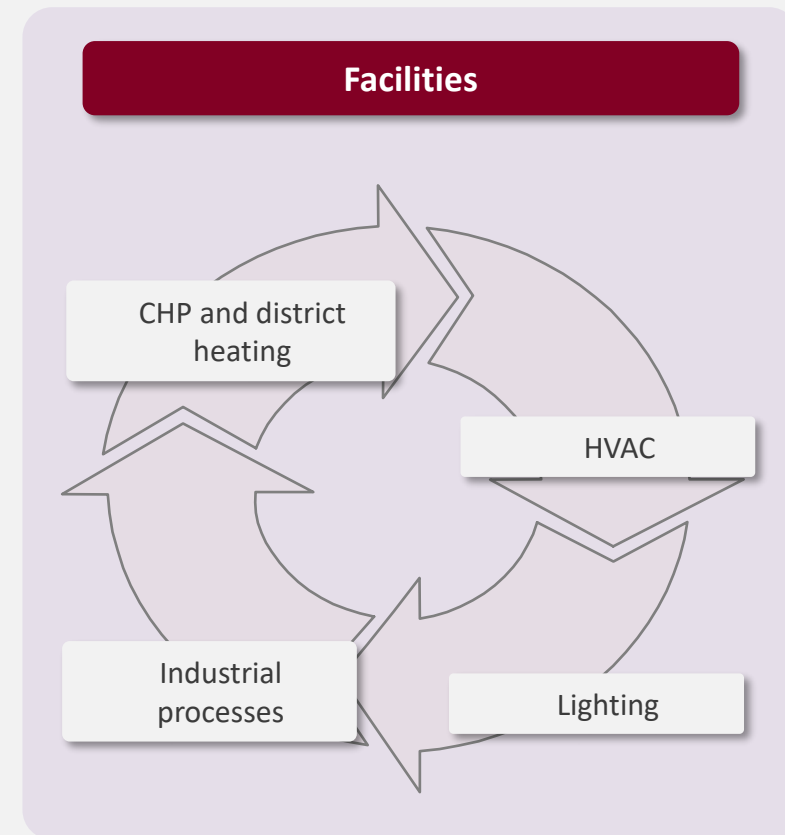 Facilities
CHP and district
heating
HVAC
Industrial
processes
Lighting